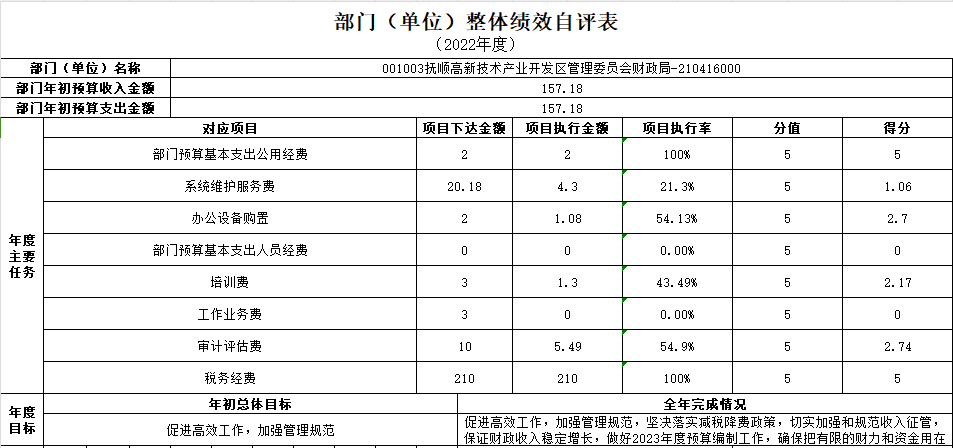 部门（单位）整体绩效自评表
（2022年度）
部门（单位）名称 001003抚顺高新技术产业开发区管理委员会财政局-210416000
部门年初预算收入金额 157.18
部门年初预算支出金额 157.18
年度主要任务
对应项目 项目下达金额 项目执行金额 项目执行率 分值 得分
部门预算基本支出公用经费 2 2 100% 5 5
系统维护服务费 20.18 4.3 21.3% 5 1.06
办公设备购置 2 1.08 54.13% 5 2.7
部门预算基本支出人员经费 0 0 0.00% 5 0
培训费 3 1.3 43.49% 5 2.17
工作业务费 3 0 0.00% 5 0
审计评估费 10 5.49 54.9% 5 2.74
税务经费 210 210 100% 5 5
年度目标
年初总体目标 全年完成情况
促进高效工作，加强管理规范
促进高效工作，加强管理规范，坚决落实减税降费政策，切实加强和规范收入征管，
保证财政收入稳定增长，做好2023年度预算编制工作，确保把有限的财力和资金用在